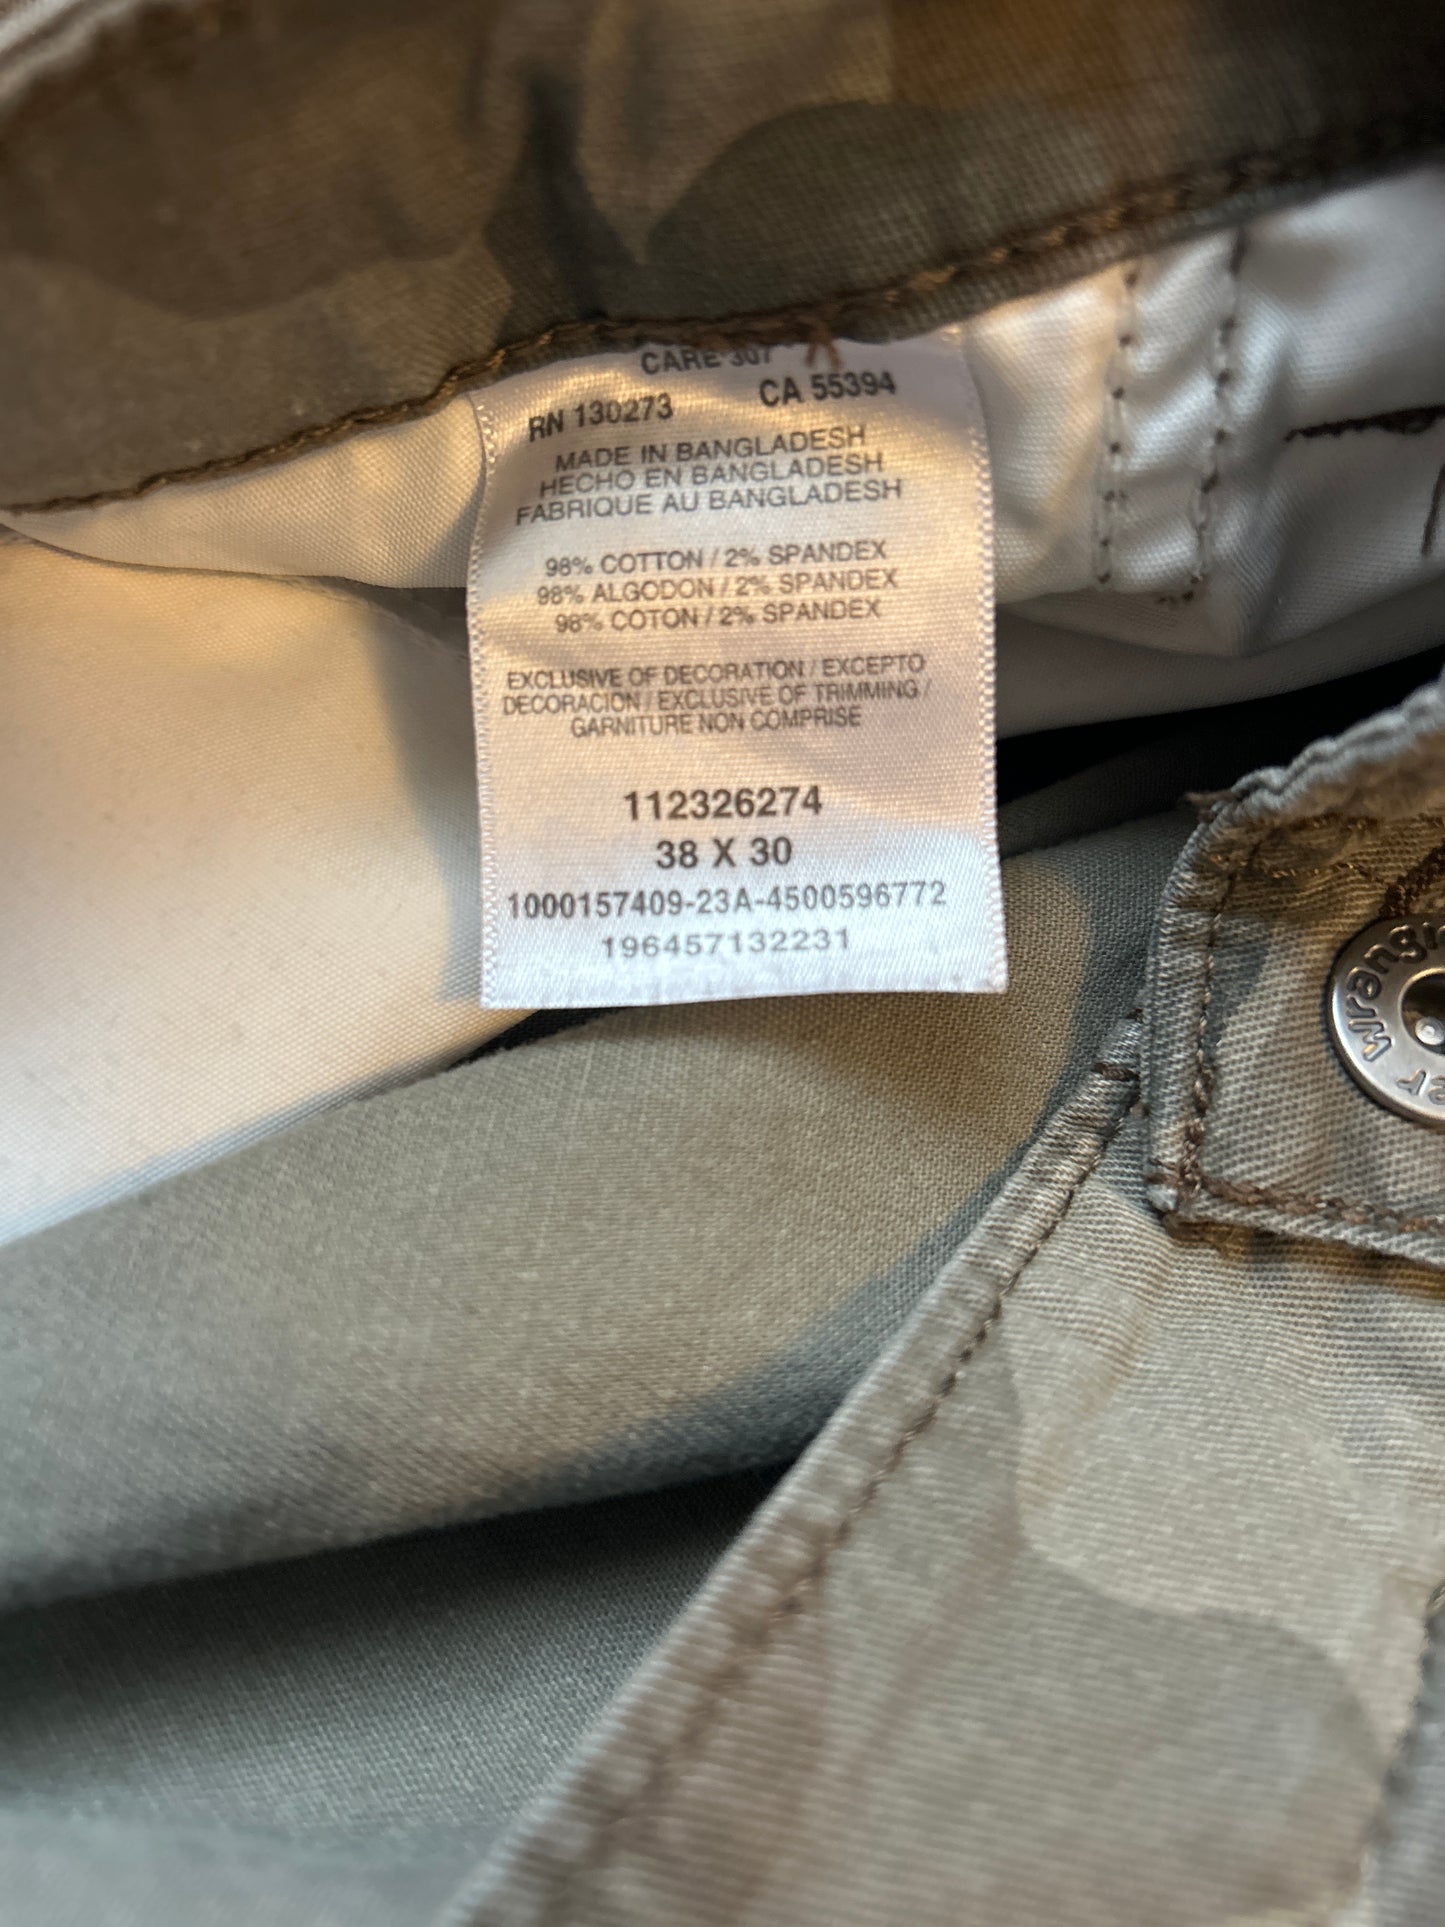 CARE 307
RN 130273 CA 55394
MADE IN BANGLADESH
HECHO EN BANGLADESH
FABRIQUE AU BANGLADESH
98% COTTON / 2% SPANDEX
98% ALGODON / 2% SPANDEX
98% COTON / 2% SPANDEX
EXCLUSIVE OF DECORATION / EXCEPTO
DECORACION / EXCLUSIVE OF TRIMMING /
GARNITURE NON COMPRISE
112326274
38 X 30
1000157409-23A-4500596772
196457132231
Wrangler